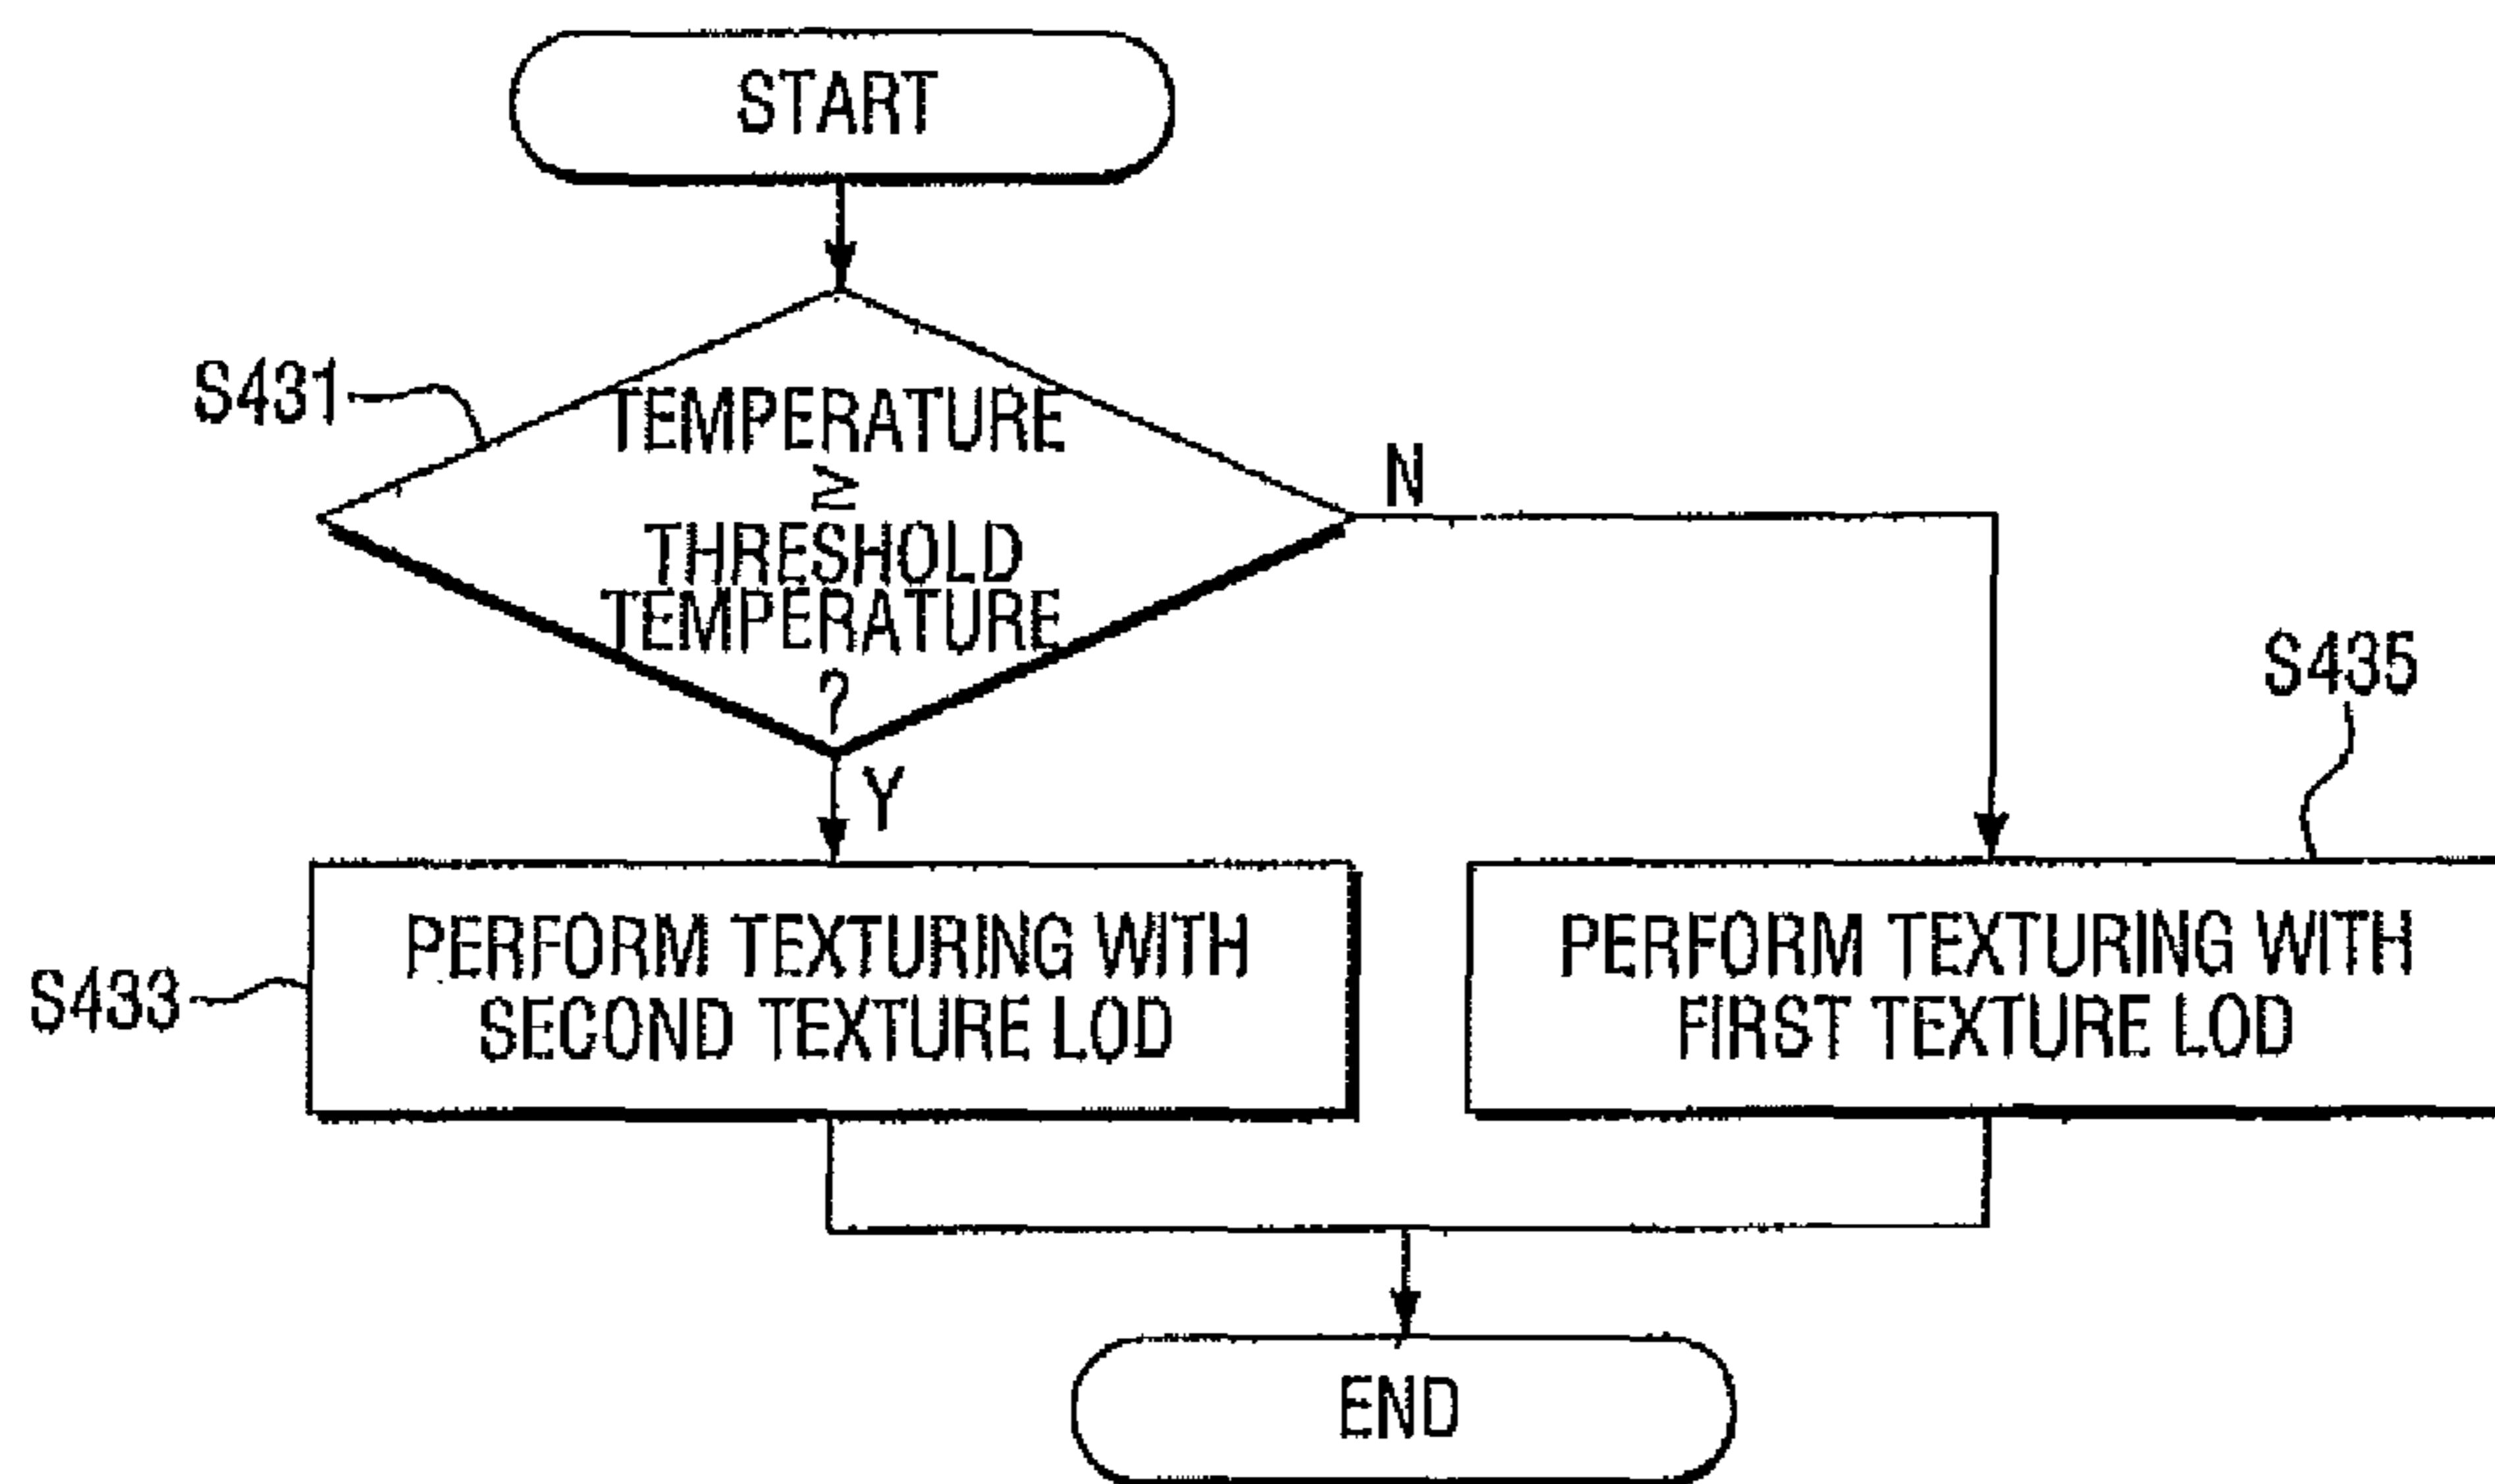 START
S431
TEMPERATURE
≥
THRESHOLD
TEMPERATURE
?
N
Y
S435
S433
PERFORM TEXTURING WITH
SECOND TEXTURE LOD
PERFORM TEXTURING WITH
FIRST TEXTURE LOD
END